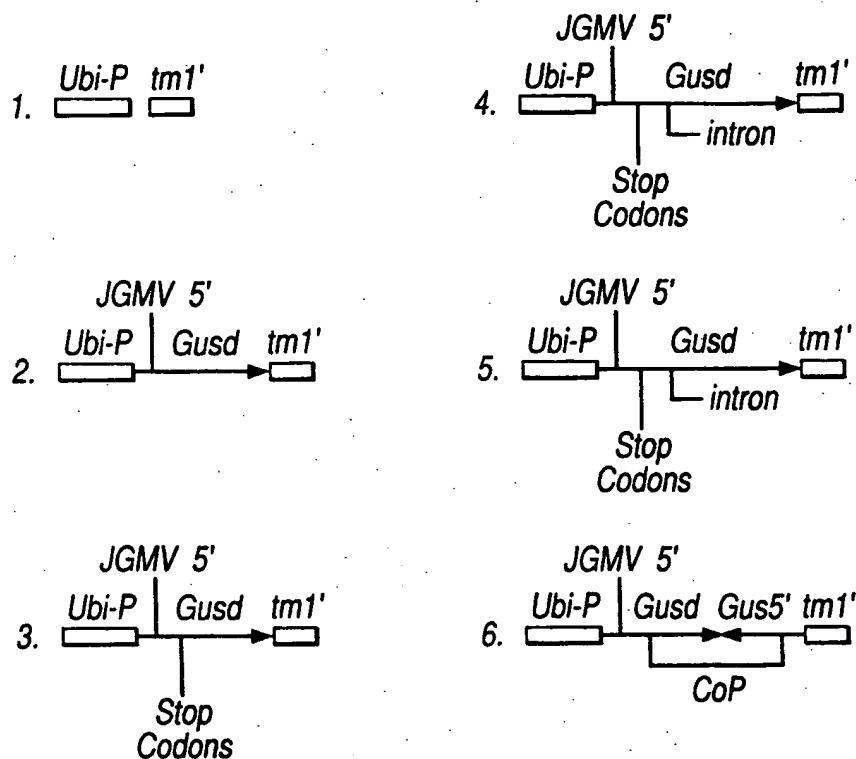 1.
Ubi-P tm1'
2.
JGMV 5'
Ubi-P Gusd tm1'
3.
JGMV 5'
Ubi-P Gusd tm1'
Stop
Codons
4.
JGMV 5'
Ubi-P Gusd tm1'
intron
Stop
Codons
5.
JGMV 5'
Ubi-P Gusd tm1'
intron
Stop
Codons
6.
JGMV 5'
Ubi-P Gusd Gus5' tm1'
CoP